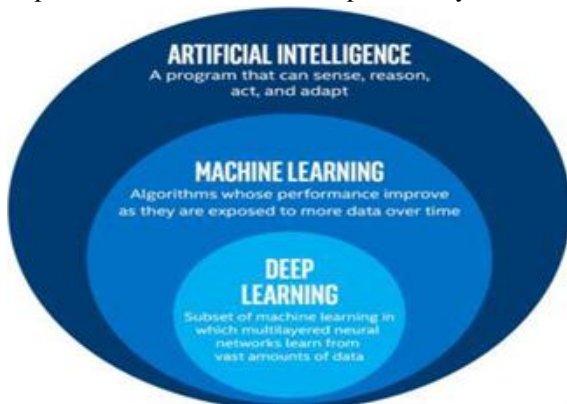 ARTIFICIAL INTELLIGENCE
A program that can sense, reason,
act, and adapt
MACHINE LEARNING
Algorithms whose performance improve
as they are exposed to more data over time
DEEP
LEARNING
Subset of machine learning in
which multilayered neural
networks learn from
vast amounts of data